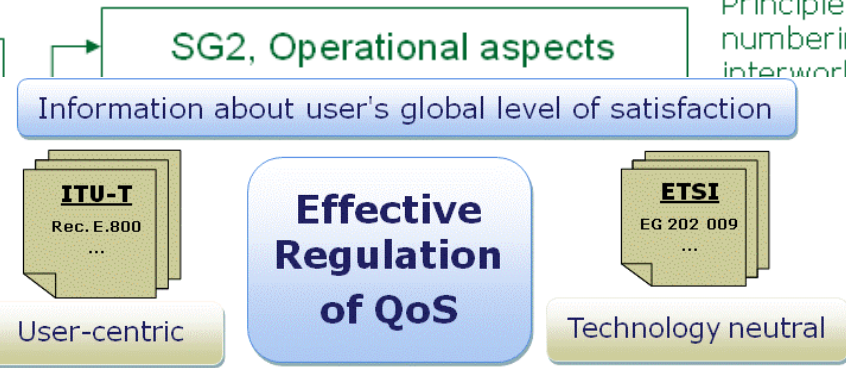 Principle
SG2, Operational aspects
numberin
interwork
Information about user's global level of satisfaction
ITU-T
Rec. E.800
...
Effective
Regulation
of QoS
ETSI
EG 202 009
...
User-centric
Technology neutral